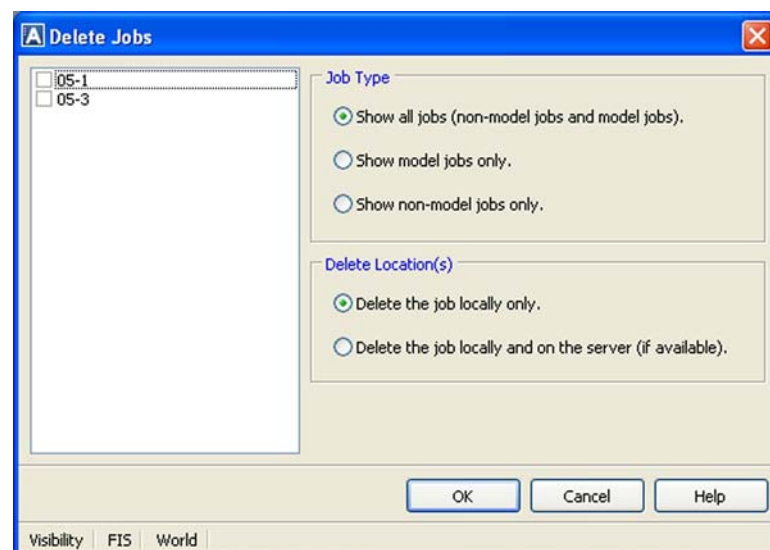 A Delete Jobs
05-1
05-3
Job Type
Show all jobs (non-model jobs and model jobs).
Show model jobs only.
Show non-model jobs only.
Delete Location(s)
Delete the job locally only.
Delete the job locally and on the server (if available).
OK Cancel Help
Visibility FIS World